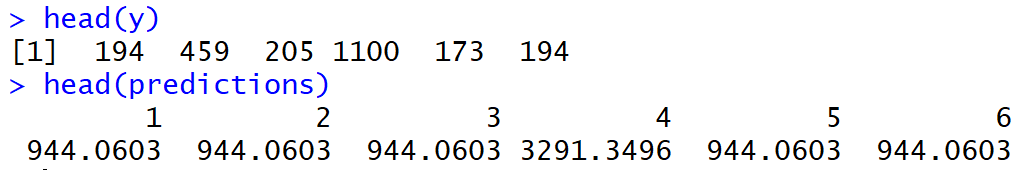 > head(y)
[1]  194  459  205 1100  173  194
> head(predictions)
        1         2         3         4         5         6
 944.0603  944.0603  944.0603 3291.3496  944.0603  944.0603